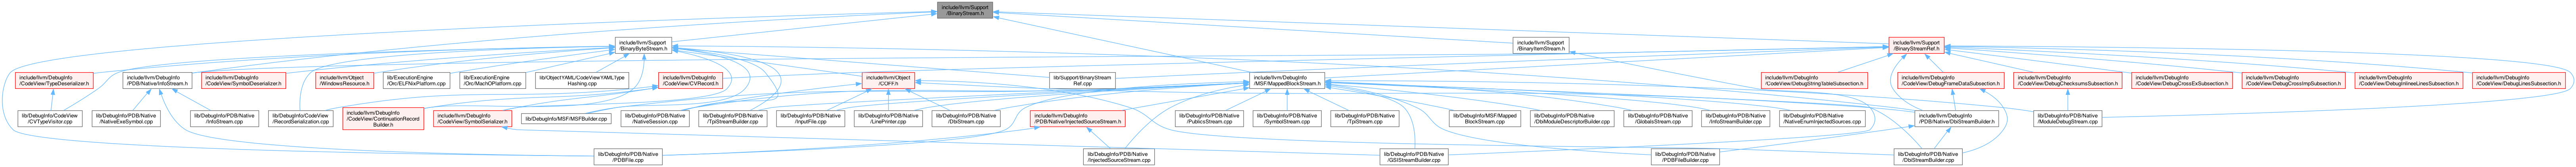 include/llvm/Support
/BinaryStream.h
include/llvm/Support
/BinaryByteStream.h
include/llvm/Support
/BinaryItemStream.h
include/llvm/Support
/BinaryStreamRef.h
include/llvm/DebugInfo
/CodeView/TypeDeserializer.h
include/llvm/DebugInfo
/PDB/Native/InfoStream.h
include/llvm/DebugInfo
/CodeView/SymbolDeserializer.h
include/llvm/Object
/WindowsResource.h
lib/ExecutionEngine
/Orc/ELFNixPlatform.cpp
lib/ExecutionEngine
/Orc/MachOPlatform.cpp
lib/ObjectYAML/CodeViewYAMLType
Hashing.cpp
include/llvm/DebugInfo
/CodeView/CVRecord.h
include/llvm/Object
/COFF.h
lib/Support/BinaryStream
Ref.cpp
include/llvm/DebugInfo
/MSF/MappedBlockStream.h
include/llvm/DebugInfo
/CodeView/DebugStringTableSubsection.h
include/llvm/DebugInfo
/CodeView/DebugFrameDataSubsection.h
include/llvm/DebugInfo
/CodeView/DebugChecksumsSubsection.h
include/llvm/DebugInfo
/CodeView/DebugCrossExSubsection.h
include/llvm/DebugInfo
/CodeView/DebugCrossImpSubsection.h
include/llvm/DebugInfo
/CodeView/DebugInlineeLinesSubsection.h
include/llvm/DebugInfo
/CodeView/DebugLinesSubsection.h
lib/DebugInfo/CodeView
/CVTypeVisitor.cpp
lib/DebugInfo/PDB/Native
/NativeExeSymbol.cpp
lib/DebugInfo/PDB/Native
/InfoStream.cpp
lib/DebugInfo/CodeView
/RecordSerialization.cpp
include/llvm/DebugInfo
/CodeView/ContinuationRecord
Builder.h
include/llvm/DebugInfo
/CodeView/SymbolSerializer.h
lib/DebugInfo/MSF/MSFBuilder.cpp
lib/DebugInfo/PDB/Native
/NativeSession.cpp
lib/DebugInfo/PDB/Native
/TpiStreamBuilder.cpp
lib/DebugInfo/PDB/Native
/InputFile.cpp
lib/DebugInfo/PDB/Native
/LinePrinter.cpp
lib/DebugInfo/PDB/Native
/DbiStream.cpp
include/llvm/DebugInfo
/PDB/Native/InjectedSourceStream.h
lib/DebugInfo/PDB/Native
/PublicsStream.cpp
lib/DebugInfo/PDB/Native
/SymbolStream.cpp
lib/DebugInfo/PDB/Native
/TpiStream.cpp
lib/DebugInfo/MSF/Mapped
BlockStream.cpp
lib/DebugInfo/PDB/Native
/DbiModuleDescriptorBuilder.cpp
lib/DebugInfo/PDB/Native
/GlobalsStream.cpp
lib/DebugInfo/PDB/Native
/InfoStreamBuilder.cpp
lib/DebugInfo/PDB/Native
/NativeEnumInjectedSources.cpp
include/llvm/DebugInfo
/PDB/Native/DbiStreamBuilder.h
lib/DebugInfo/PDB/Native
/ModuleDebugStream.cpp
lib/DebugInfo/PDB/Native
/PDBFile.cpp
lib/DebugInfo/PDB/Native
/InjectedSourceStream.cpp
lib/DebugInfo/PDB/Native
/GSIStreamBuilder.cpp
lib/DebugInfo/PDB/Native
/PDBFileBuilder.cpp
lib/DebugInfo/PDB/Native
/DbiStreamBuilder.cpp